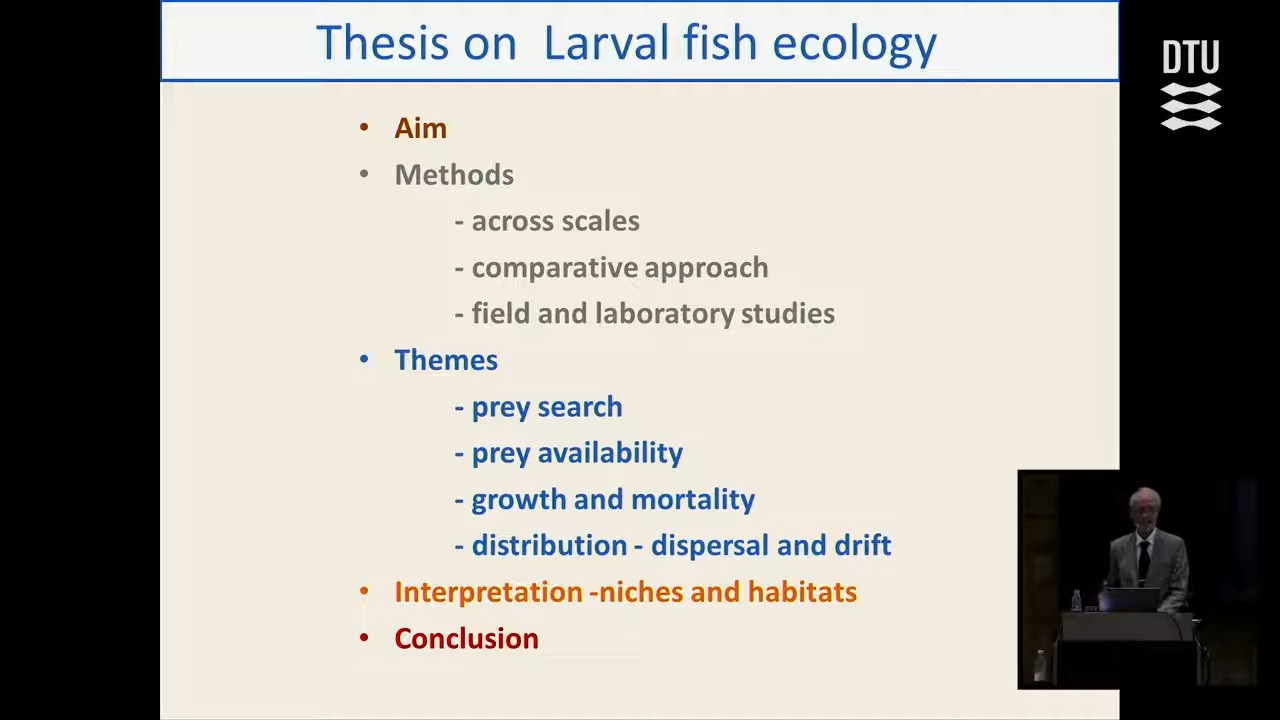 Thesis on Larval fish ecology
DTU
• Aim
• Methods
- across scales
- comparative approach
- field and laboratory studies
• Themes
- prey search
- prey availability
- growth and mortality
- distribution - dispersal and drift
• Interpretation -niches and habitats
• Conclusion